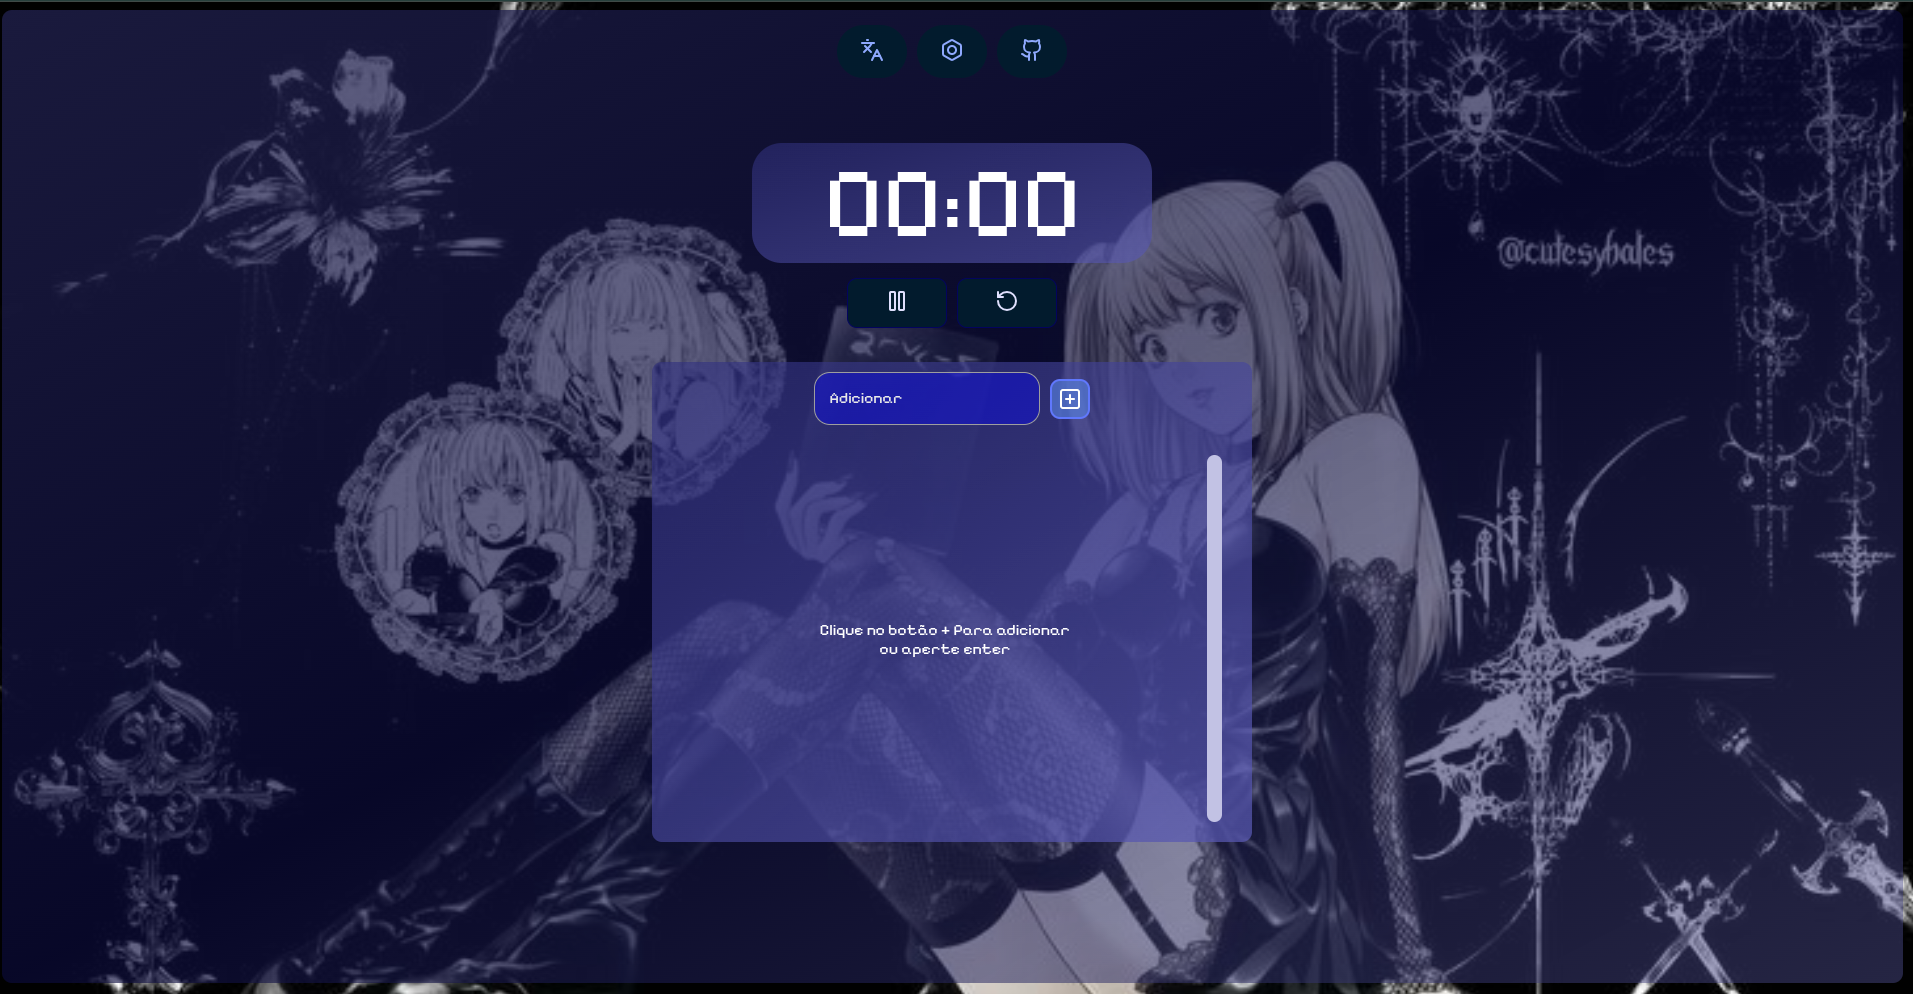 00:00
@cutesyhales
Adicionar
Clique no botão + Para adicionar
ou aperte enter